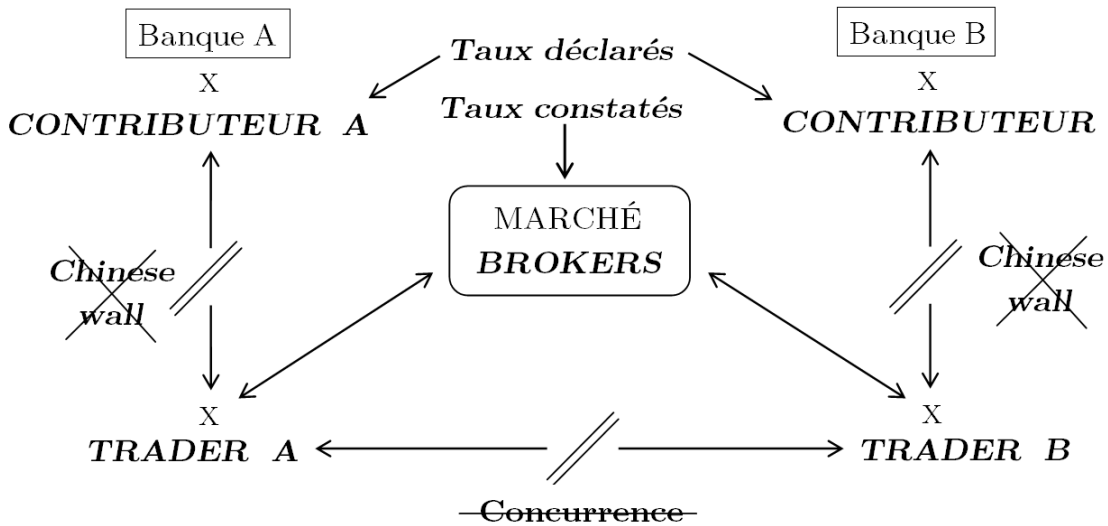 Banque A
Banque B
Taux déclarés
X
X
Taux constatés
CONTRIBUTEUR A
CONTRIBUTEUR
MARCHÉ
BROKERS
Chinese
wall
Chinese
wall
X
X
TRADER A
TRADER B
Concurrence